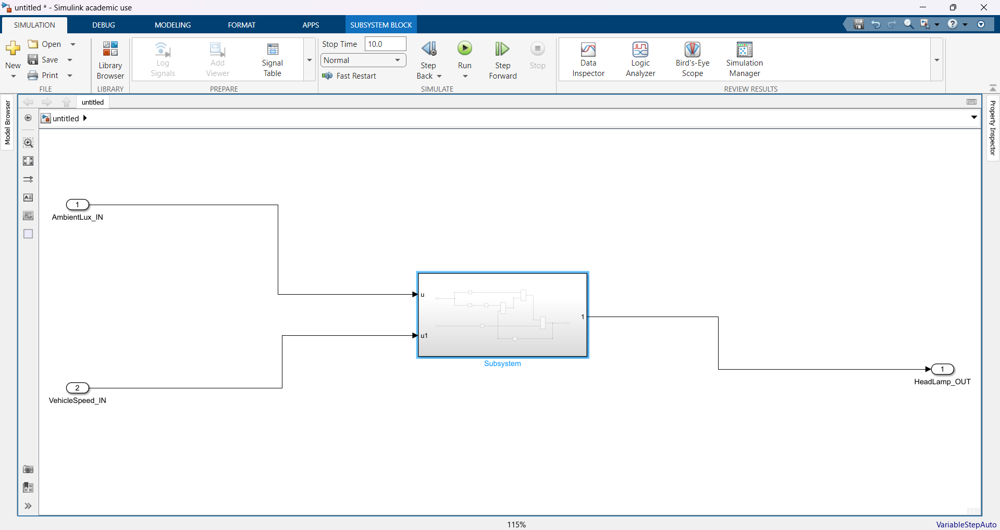 untitled * - Simulink academic use
SIMULATION
DEBUG
MODELING
FORMAT
APPS
SUBSYSTEM BLOCK
New
Open
Save
Print
FILE
Library
Browser
LIBRARY
Log
Signals
Add
Viewer
Signal
Table
PREPARE
Stop Time
10.0
Normal
Fast Restart
Step
Back
Run
Step
Forward
Stop
SIMULATE
Data
Inspector
Logic
Analyzer
Bird's-Eye
Scope
Simulation
Manager
REVIEW RESULTS
Model Browser
untitled
untitled
Property Inspector
1
AmbientLux_IN
2
VehicleSpeed_IN
u
u1
1
Subsystem
1
HeadLamp_OUT
115%
VariableStepAuto